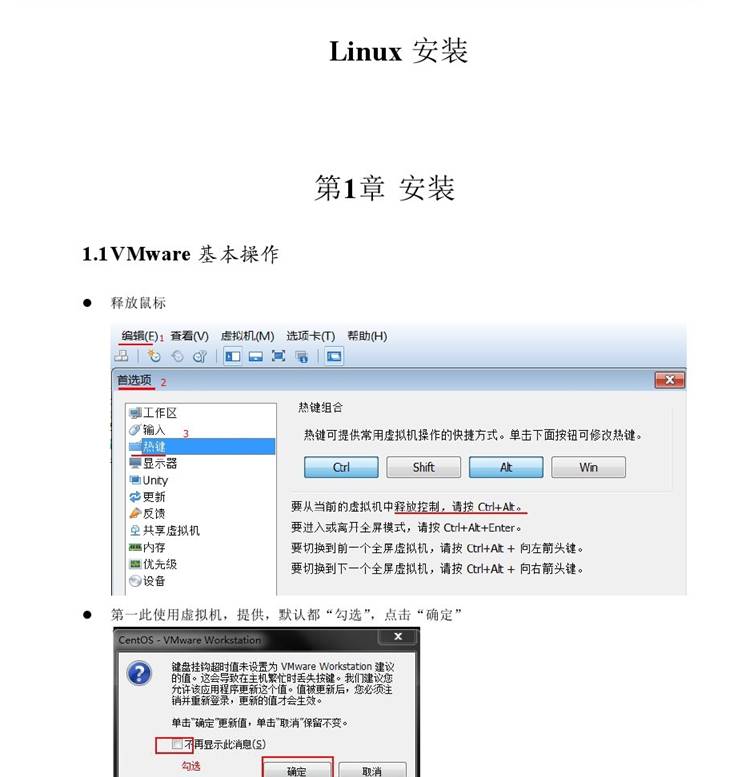 Linux 安装
第1章 安装
1.1VMware 基本操作
● 释放鼠标
编辑(E)1 查看(V) 虚拟机(M) 选项卡(T) 帮助(H)
首选项 2
工作区
输入
3
热键
显示器
Unity
更新
反馈
共享虚拟机
内存
优先级
设备
热键组合
热键可提供常用虚拟机操作的快捷方式。单击下面按钮可修改热键。
Ctrl Shift Alt Win
要从当前的虚拟机中释放控制，请按 Ctrl+Alt。
要进入或离开全屏模式，请按 Ctrl+Alt+Enter。
要切换到前一个全屏虚拟机，请按 Ctrl+Alt + 向左箭头键。
要切换到下一个全屏虚拟机，请按 Ctrl+Alt + 向右箭头键。
● 第一此使用虚拟机，提供，默认都“勾选”，点击“确定”
CentOS - VMware Workstation
键盘挂钩超时值未设置为 VMware Workstation 建议
的值。这会导致在主机繁忙时丢失按键。我们建议您
允许该应用程序更新这个值。值被更新后，您必须注
销并重新登录，更新的值才会生效。
单击"确定"更新值，单击"取消"保留不变。
不再显示此消息(S)
勾选
确定 取消